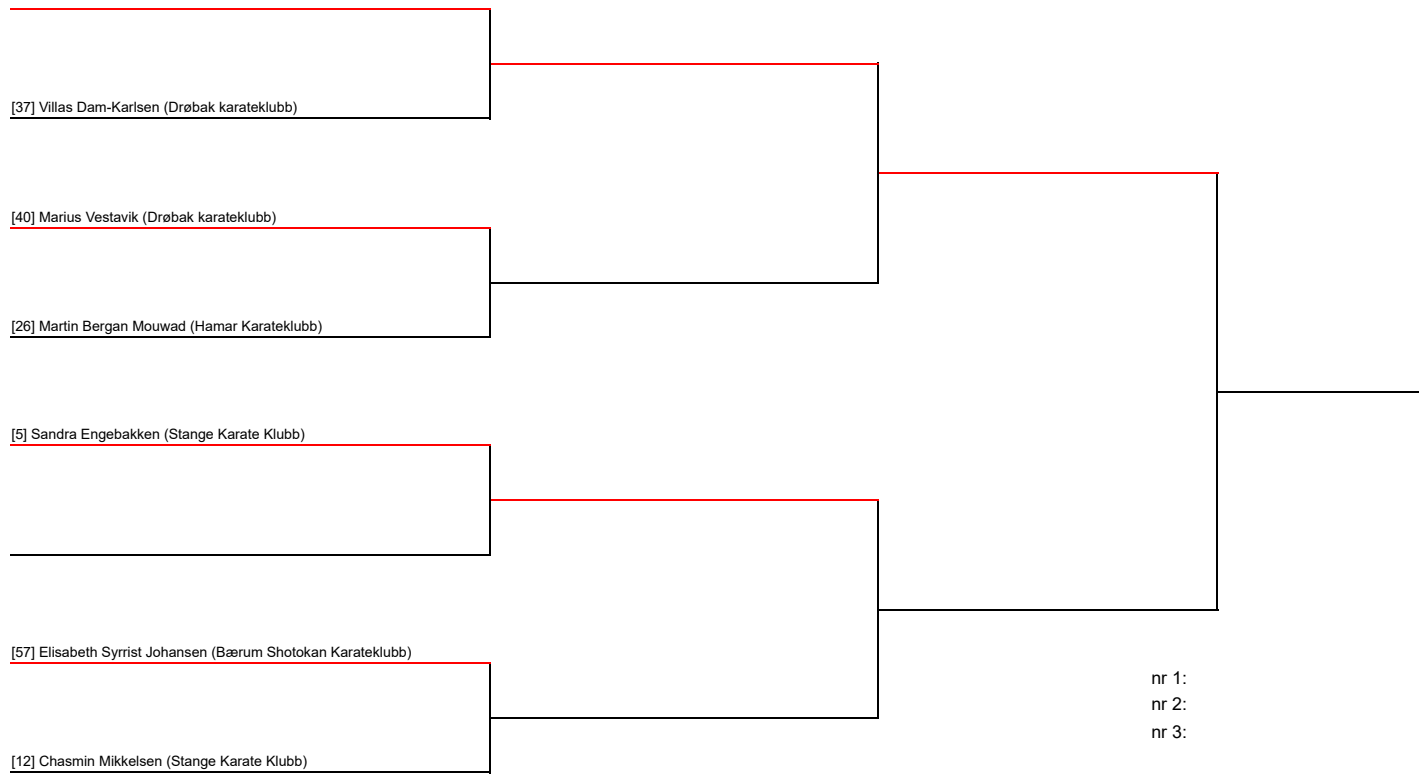 [37] Villas Dam-Karlsen (Drøbak karateklubb)
[40] Marius Vestavik (Drøbak karateklubb)
[26] Martin Bergan Mouwad (Hamar Karateklubb)
[5] Sandra Engebakken (Stange Karate Klubb)
[57] Elisabeth Syrrist Johansen (Bærum Shotokan Karateklubb)
[12] Chasmin Mikkelsen (Stange Karate Klubb)
nr 1:
nr 2:
nr 3: